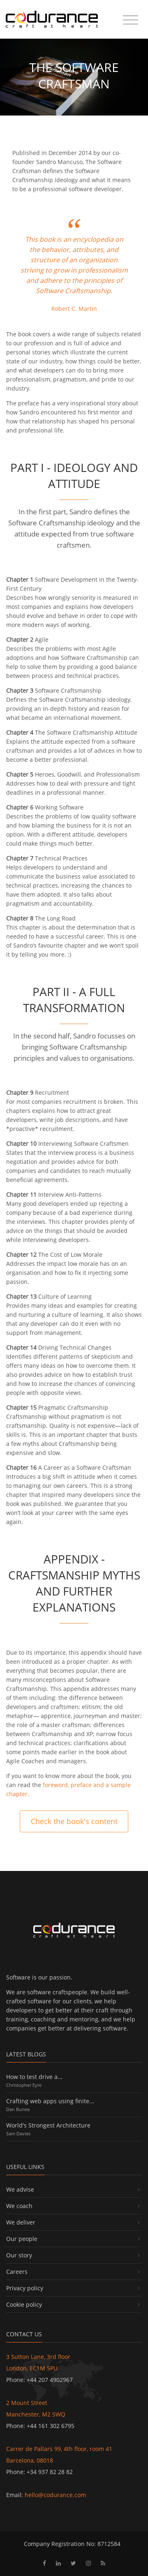 codurance
craft at heart
THE SOFTWARE
CRAFTSMAN
Published in December 2014 by our co-
founder Sandro Mancuso, The Software
Craftsman defines the Software
Craftsmanship ideology and what it means
to be a professional software developer.
“
This book is an encyclopedia on
the behavior, attributes, and
structure of an organization
striving to grow in professionalism
and adhere to the principles of
Software Craftsmanship.
Robert C. Martin
The book covers a wide range of subjects related
to our profession and is full of advice and
personal stories which illustrate the current
state of our industry, how things could be better,
and what developers can do to bring more
professionalism, pragmatism, and pride to our
industry.
The preface has a very inspirational story about
how Sandro encountered his first mentor and
how that relationship has shaped his personal
and professional life.
PART I - IDEOLOGY AND
ATTITUDE
In the first part, Sandro defines the
Software Craftsmanship ideology and the
attitude expected from true software
craftsmen.
Chapter 1 Software Development in the Twenty-
First Century
Describes how wrongly seniority is measured in
most companies and explains how developers
should evolve and behave in order to cope with
more modern ways of working.
Chapter 2 Agile
Describes the problems with most Agile
adoptions and how Software Craftsmanship can
help to solve them by providing a good balance
between process and technical practices.
Chapter 3 Software Craftsmanship
Defines the Software Craftsmanship ideology,
providing an in-depth history and reason for
what became an international movement.
Chapter 4 The Software Craftsmanship Attitude
Explains the attitude expected from a software
craftsman and provides a lot of advices in how to
become a better professional.
Chapter 5 Heroes, Goodwill, and Professionalism
Addresses how to deal with pressure and tight
deadlines in a professional manner.
Chapter 6 Working Software
Describes the problems of low quality software
and how blaming the business for it is not an
option. With a different attitude, developers
could make things much better.
Chapter 7 Technical Practices
Helps developers to understand and
communicate the business value associated to
technical practices, increasing the chances to
have them adopted. It also talks about
pragmatism and accountability.
Chapter 8 The Long Road
This chapter is about the determination that is
needed to have a successful career. This is one
of Sandros favourite chapter and we won't spoil
it by telling you more. :)
PART II - A FULL
TRANSFORMATION
In the second half, Sandro focusses on
bringing Software Craftsmanship
principles and values to organisations.
Chapter 9 Recruitment
For most companies recruitment is broken. This
chapters explains how to attract great
developers, write job descriptions, and have
*proactive* recruitment.
Chapter 10 Interviewing Software Craftsmen
States that the interview process is a business
negotiation and provides advice for both
candidates and companies to reach mutually
beneficial agreements.
Chapter 11 Interview Anti-Patterns
Many good developers ended up rejecting a
company because of a bad experience during
the interviews. This chapter provides plenty of
advice on things that should be avoided
while interviewing developers.
Chapter 12 The Cost of Low Morale
Addresses the impact low morale has on an
organisation and how to fix it injecting some
passion.
Chapter 13 Culture of Learning
Provides many ideas and examples for creating
and nurturing a culture of learning. It also shows
that any developer can do it even with no
support from management.
Chapter 14 Driving Technical Changes
Identifies different patterns of skepticism and
offers many ideas on how to overcome them. It
also provides advice on how to establish trust
and how to increase the chances of convincing
people with opposite views.
Chapter 15 Pragmatic Craftsmanship
Craftsmanship without pragmatism is not
craftsmanship. Quality is not expensive—lack of
skills is. This is an important chapter that busts
a few myths about Craftsmanship being
expensive and slow.
Chapter 16 A Career as a Software Craftsman
Introduces a big shift in attitude when it comes
to managing our own careers. This is a strong
chapter that inspired many developers since the
book was published. We guarantee that you
won't look at your career with the same eyes
again.
APPENDIX -
CRAFTSMANSHIP MYTHS
AND FURTHER
EXPLANATIONS
Due to its importance, this appendix should have
been introduced as a proper chapter. As with
everything that becomes popular, there are
many misconceptions about Software
Craftsmanship. This appendix addresses many
of them including: the difference between
developers and software craftsmen; the old
metaphor— apprentice, journeyman and master;
the role of a master craftsman, differences
between Craftsmanship and XP; narrow focus
and technical practices; clarifications about
some points made earlier in the book about
Agile Coaches and managers.
if you want to know more about the book, you
can read the foreword, preface and a sample
chapter.
Check the book's content
codurance
craft at heart
Software is our passion.
We are software craftspeople. We build well-
crafted software for our clients, we help
developers to get better at their craft through
training, coaching and mentoring, and we help
companies get better at delivering software.
LATEST BLOGS
How to test drive a...
Christopher Eyre
Crafting web apps using finite...
Dan Bunea
World's Strongest Architecture
Sam Davies
USEFUL LINKS
We advise
We coach
We deliver
Our people
Our story
Careers
Privacy policy
Cookie policy
CONTACT US
3 Sutton Lane, 3rd floor
London, EC1M 5PU
Phone: +44 207 4902967
2 Mount Street
Manchester, M2 5WQ
Phone: +44 161 302 6795
Carrer de Pallars 99, 4th floor, room 41
Barcelona, 08018
Phone: +34 937 82 28 82
Email: hello@codurance.com
Company Registration No: 8712584